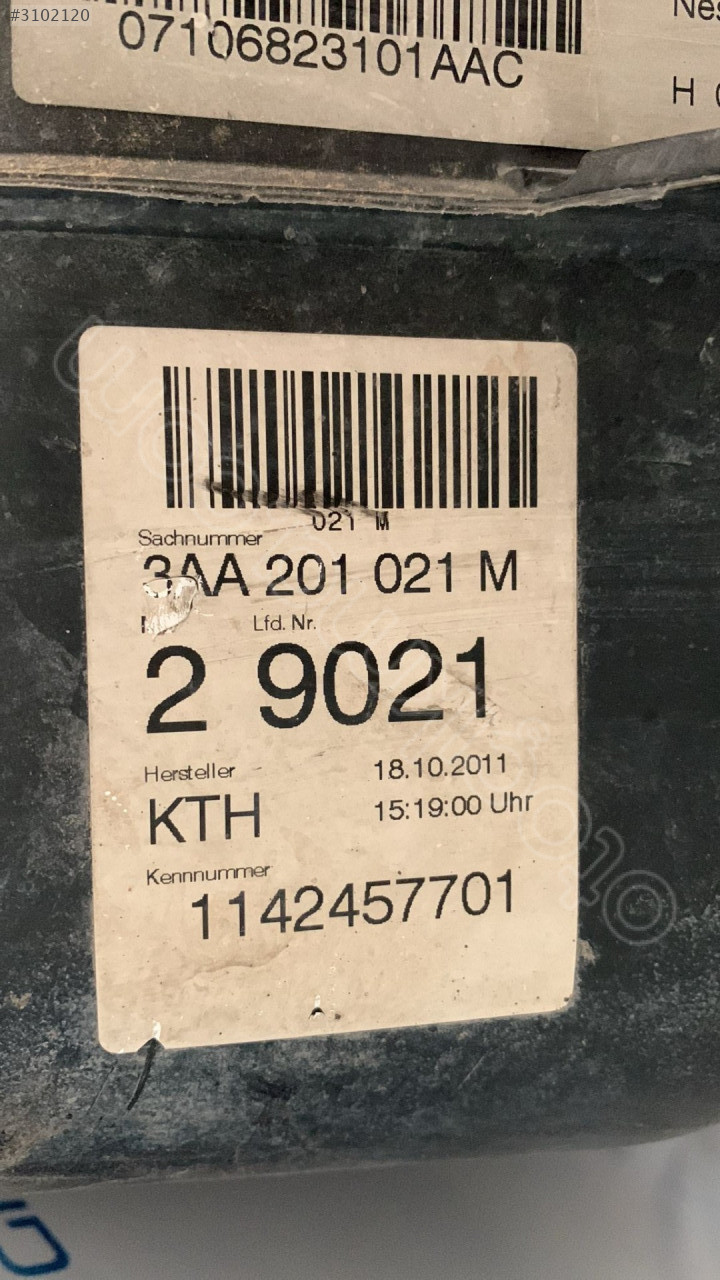 #3102120
07106823101AAC
H
021 M
Sachnummer
3AA 201 021 M
Lfd. Nr.
2 9021
Hersteller
18.10.2011
KTH
15:19:00 Uhr
Kennnummer
1142457701